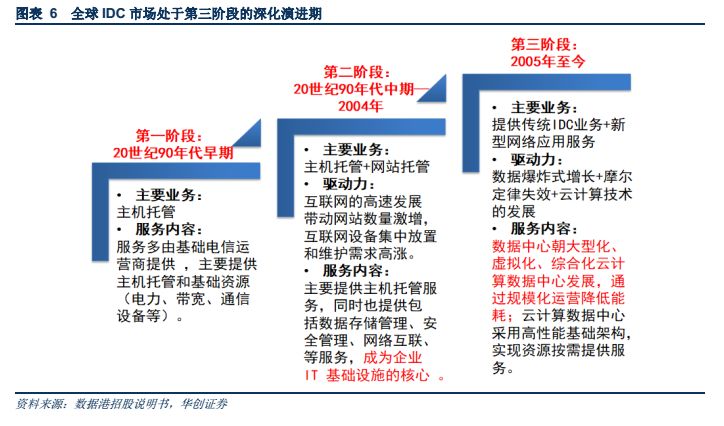 图表 6 全球 IDC 市场处于第三阶段的深化演进期
第一阶段：
20世纪90年代早期
• 主要业务：
主机托管
• 服务内容：
服务多由基础电信运
营商提供 ，主要提供
主机托管和基础资源
（电力、带宽、通信
设备等）。
第二阶段：
20世纪90年代中期—
2004年
• 主要业务：
主机托管+网站托管
• 驱动力：
互联网的高速发展
带动网站数量激增，
互联网设备集中放置
和维护需求高涨。
• 服务内容：
主要提供主机托管服
务，同时也提供包
括数据存储管理、安
全管理、网络互联、
等服务，成为企业
IT 基础设施的核心 。
第三阶段：
2005年至今
• 主要业务：
提供传统IDC业务+新
型网络应用服务
• 驱动力：
数据爆炸式增长+摩尔
定律失效+云计算技术
的发展
• 服务内容：
数据中心朝大型化、
虚拟化、综合化云计
算数据中心发展，通
过规模化运营降低能
耗；云计算数据中心
采用高性能基础架构，
实现资源按需提供服
务。
资料来源：数据港招股说明书，华创证券